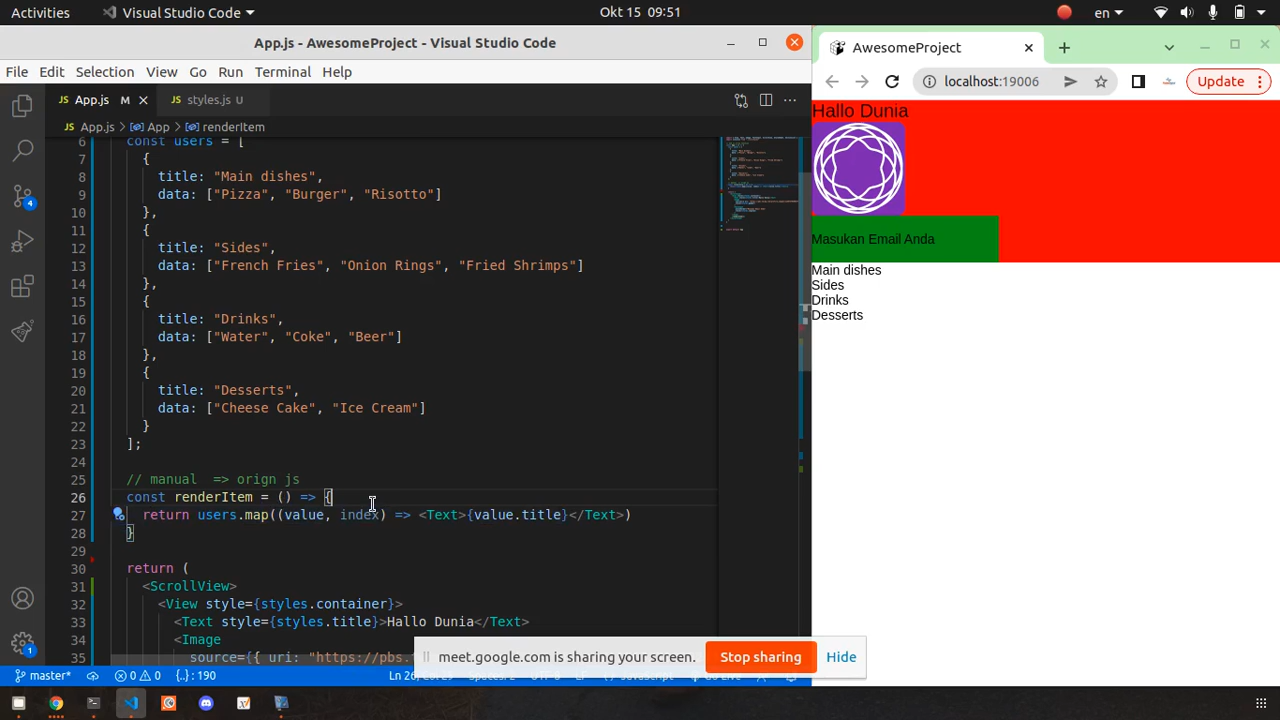 Activities
Visual Studio Code
Okt 15 09:51
en
App.js - AwesomeProject - Visual Studio Code
File Edit Selection View Go Run Terminal Help
JS App.js M
JS styles.js U
JS App.js > App > renderItem
6 const users = [
7 {
8 title: "Main dishes",
9 data: ["Pizza", "Burger", "Risotto"]
10 },
11 {
12 title: "Sides",
13 data: ["French Fries", "Onion Rings", "Fried Shrimps"]
14 },
15 {
16 title: "Drinks",
17 data: ["Water", "Coke", "Beer"]
18 },
19 {
20 title: "Desserts",
21 data: ["Cheese Cake", "Ice Cream"]
22 }
23 ];
24
25 // manual => orign js
26 const renderItem = () => {
27 return users.map((value, index) => <Text>{value.title}</Text>)
28 }
29
30 return (
31 <ScrollView>
32 <View style={styles.container}>
33 <Text style={styles.title}>Hallo Dunia</Text>
34 <Image
35 source={{ uri: "https://pbs.
4
1
master*
0 0
{..}: 190
AwesomeProject
localhost:19006
Update
Hallo Dunia
Masukan Email Anda
Main dishes
Sides
Drinks
Desserts
meet.google.com is sharing your screen.
Stop sharing
Hide